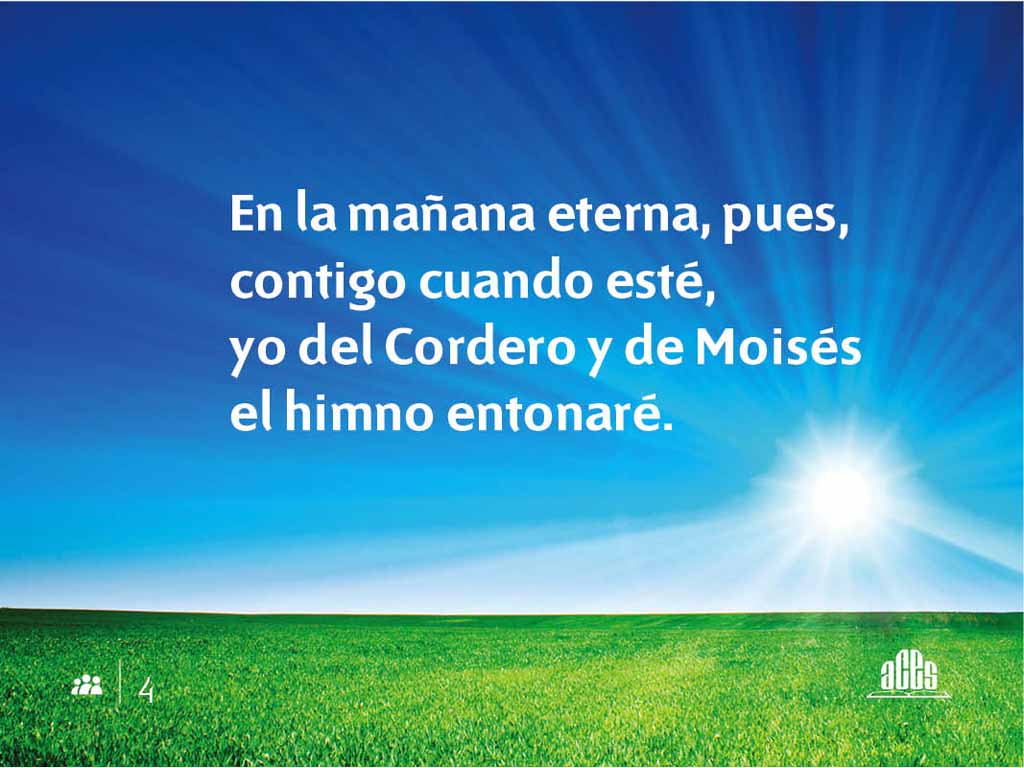 En la mañana eterna, pues,
contigo cuando esté,
yo del Cordero y de Moisés
el himno entonaré.
4
aces